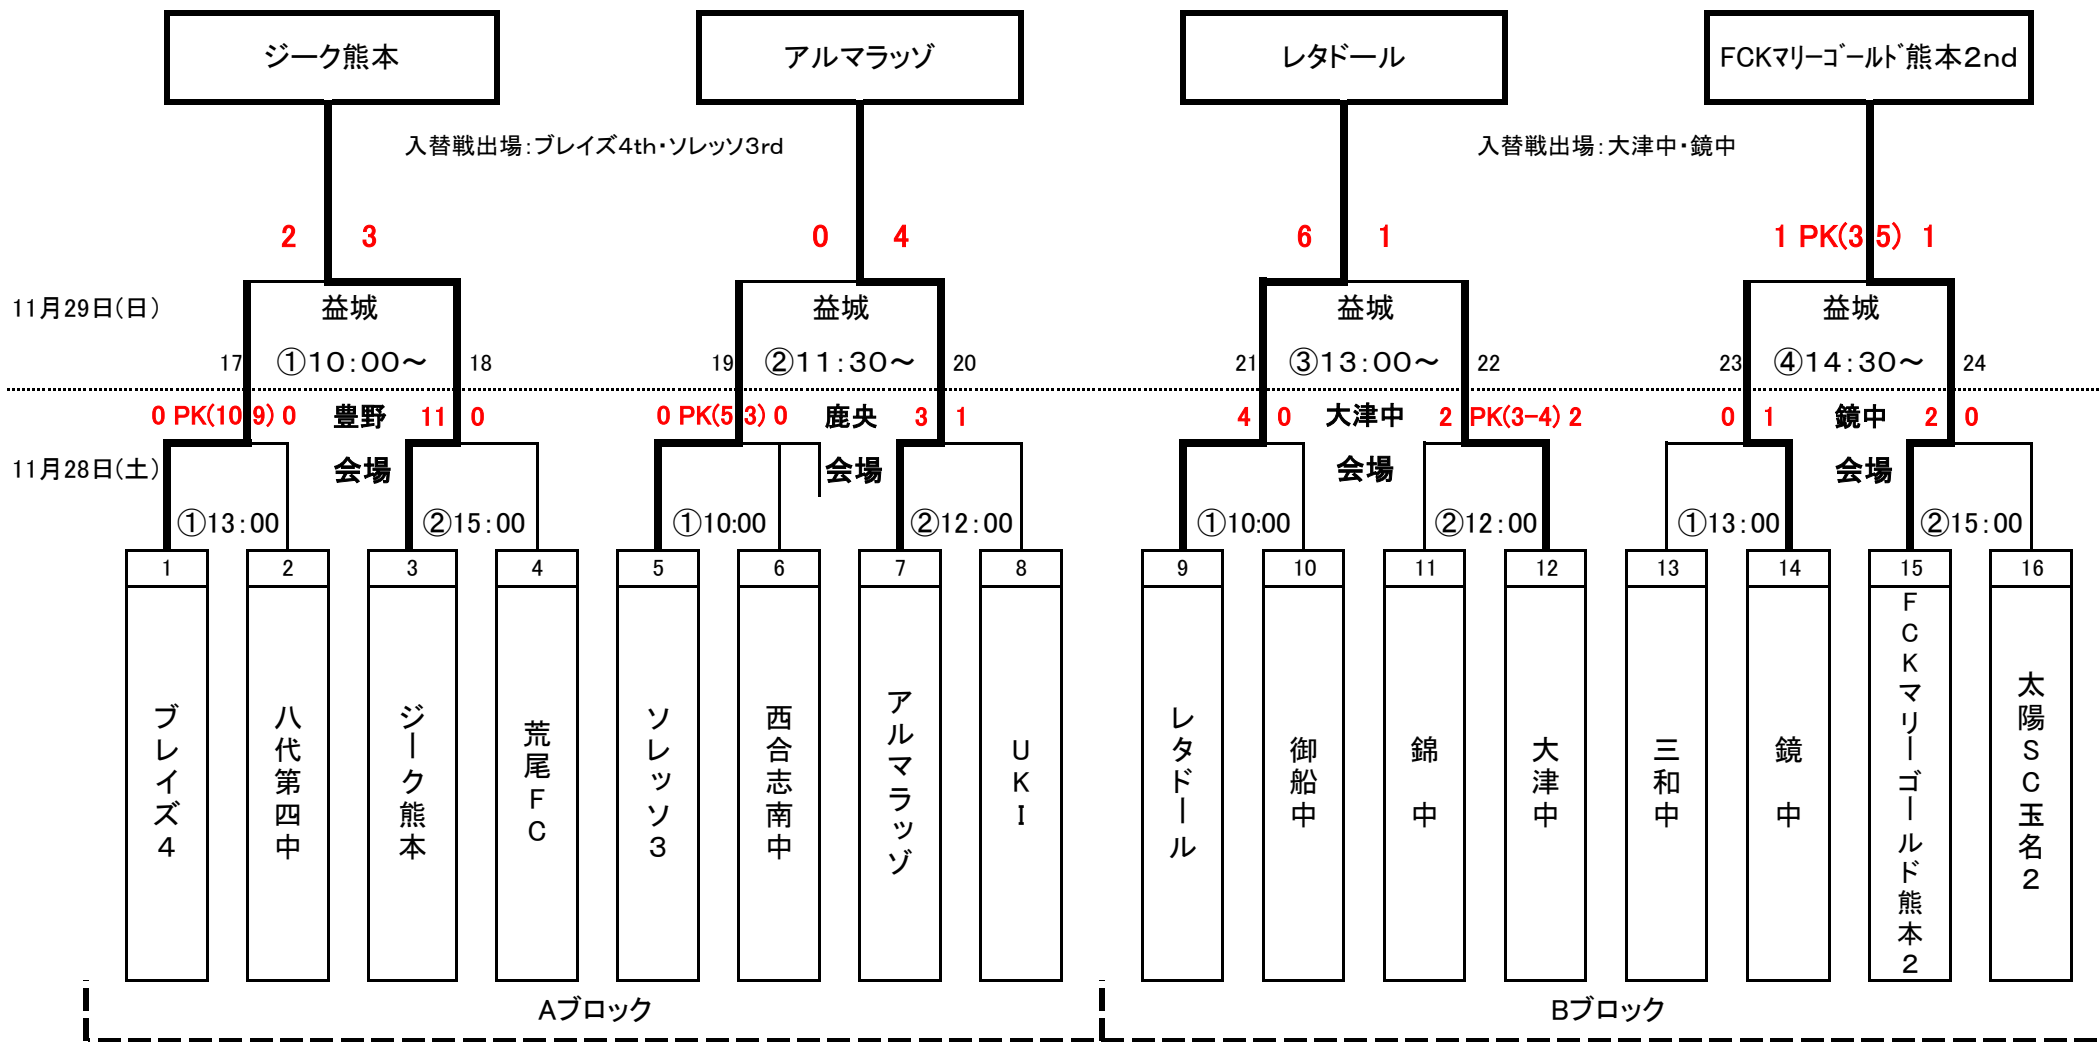 ジーク熊本
アルマラッゾ
レタドール
FCKマリーゴールド熊本2nd
入替戦出場：ブレイズ4th・ソレッソ3rd
入替戦出場：大津中・鏡中
2 3
0 4
6 1
1 PK(3 5) 1
11月29日(日)
益城
益城
益城
益城
17 ①10：00～ 18
19 ②11：30～ 20
21 ③13：00～ 22
23 ④14：30～ 24
0 PK(10 9) 0 豊野 11 0
0 PK(5 3) 0 鹿央 3 1
4 0 大津中 2 PK(3-4) 2
0 1 鏡中 2 0
11月28日(土)
会場
会場
会場
会場
①13：00
②15：00
①10:00
②12：00
①10:00
②12：00
①13：00
②15：00
1 2 3 4 5 6 7 8 9 10 11 12 13 14 15 16
ブレイズ4
八代第四中
ジーク熊本
荒尾FC
ソレッソ3
西合志南中
アルマラッゾ
UKI
レタドール
御船中
錦　中
大津中
三和中
鏡　中
FCKマリーゴールド熊本2
太陽SC玉名2
Aブロック
Bブロック